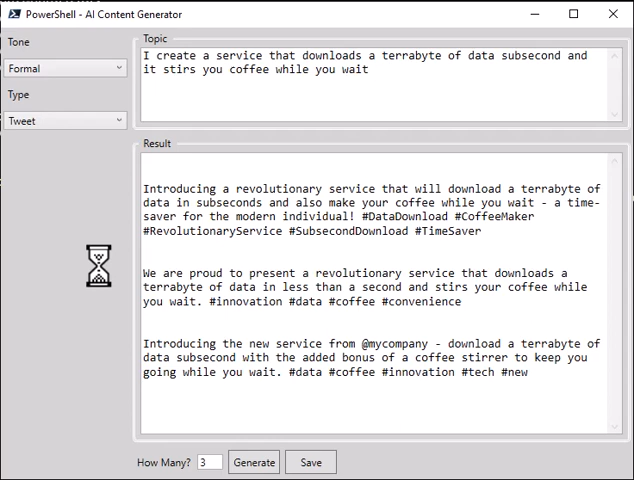 PowerShell - AI Content Generator
Tone
Formal
Type
Tweet
Topic
I create a service that downloads a terrabyte of data subsecond and
it stirs you coffee while you wait
Result
Introducing a revolutionary service that will download a terrabyte of
data in subseconds and also make your coffee while you wait - a time-
saver for the modern individual! #DataDownload #CoffeeMaker
#RevolutionaryService #SubsecondDownload #TimeSaver
We are proud to present a revolutionary service that downloads a
terrabyte of data in less than a second and stirs your coffee while
you wait. #innovation #data #coffee #convenience
Introducing the new service from @mycompany - download a terrabyte of
data subsecond with the added bonus of a coffee stirrer to keep you
going while you wait. #data #coffee #innovation #tech #new
How Many? 3 Generate Save